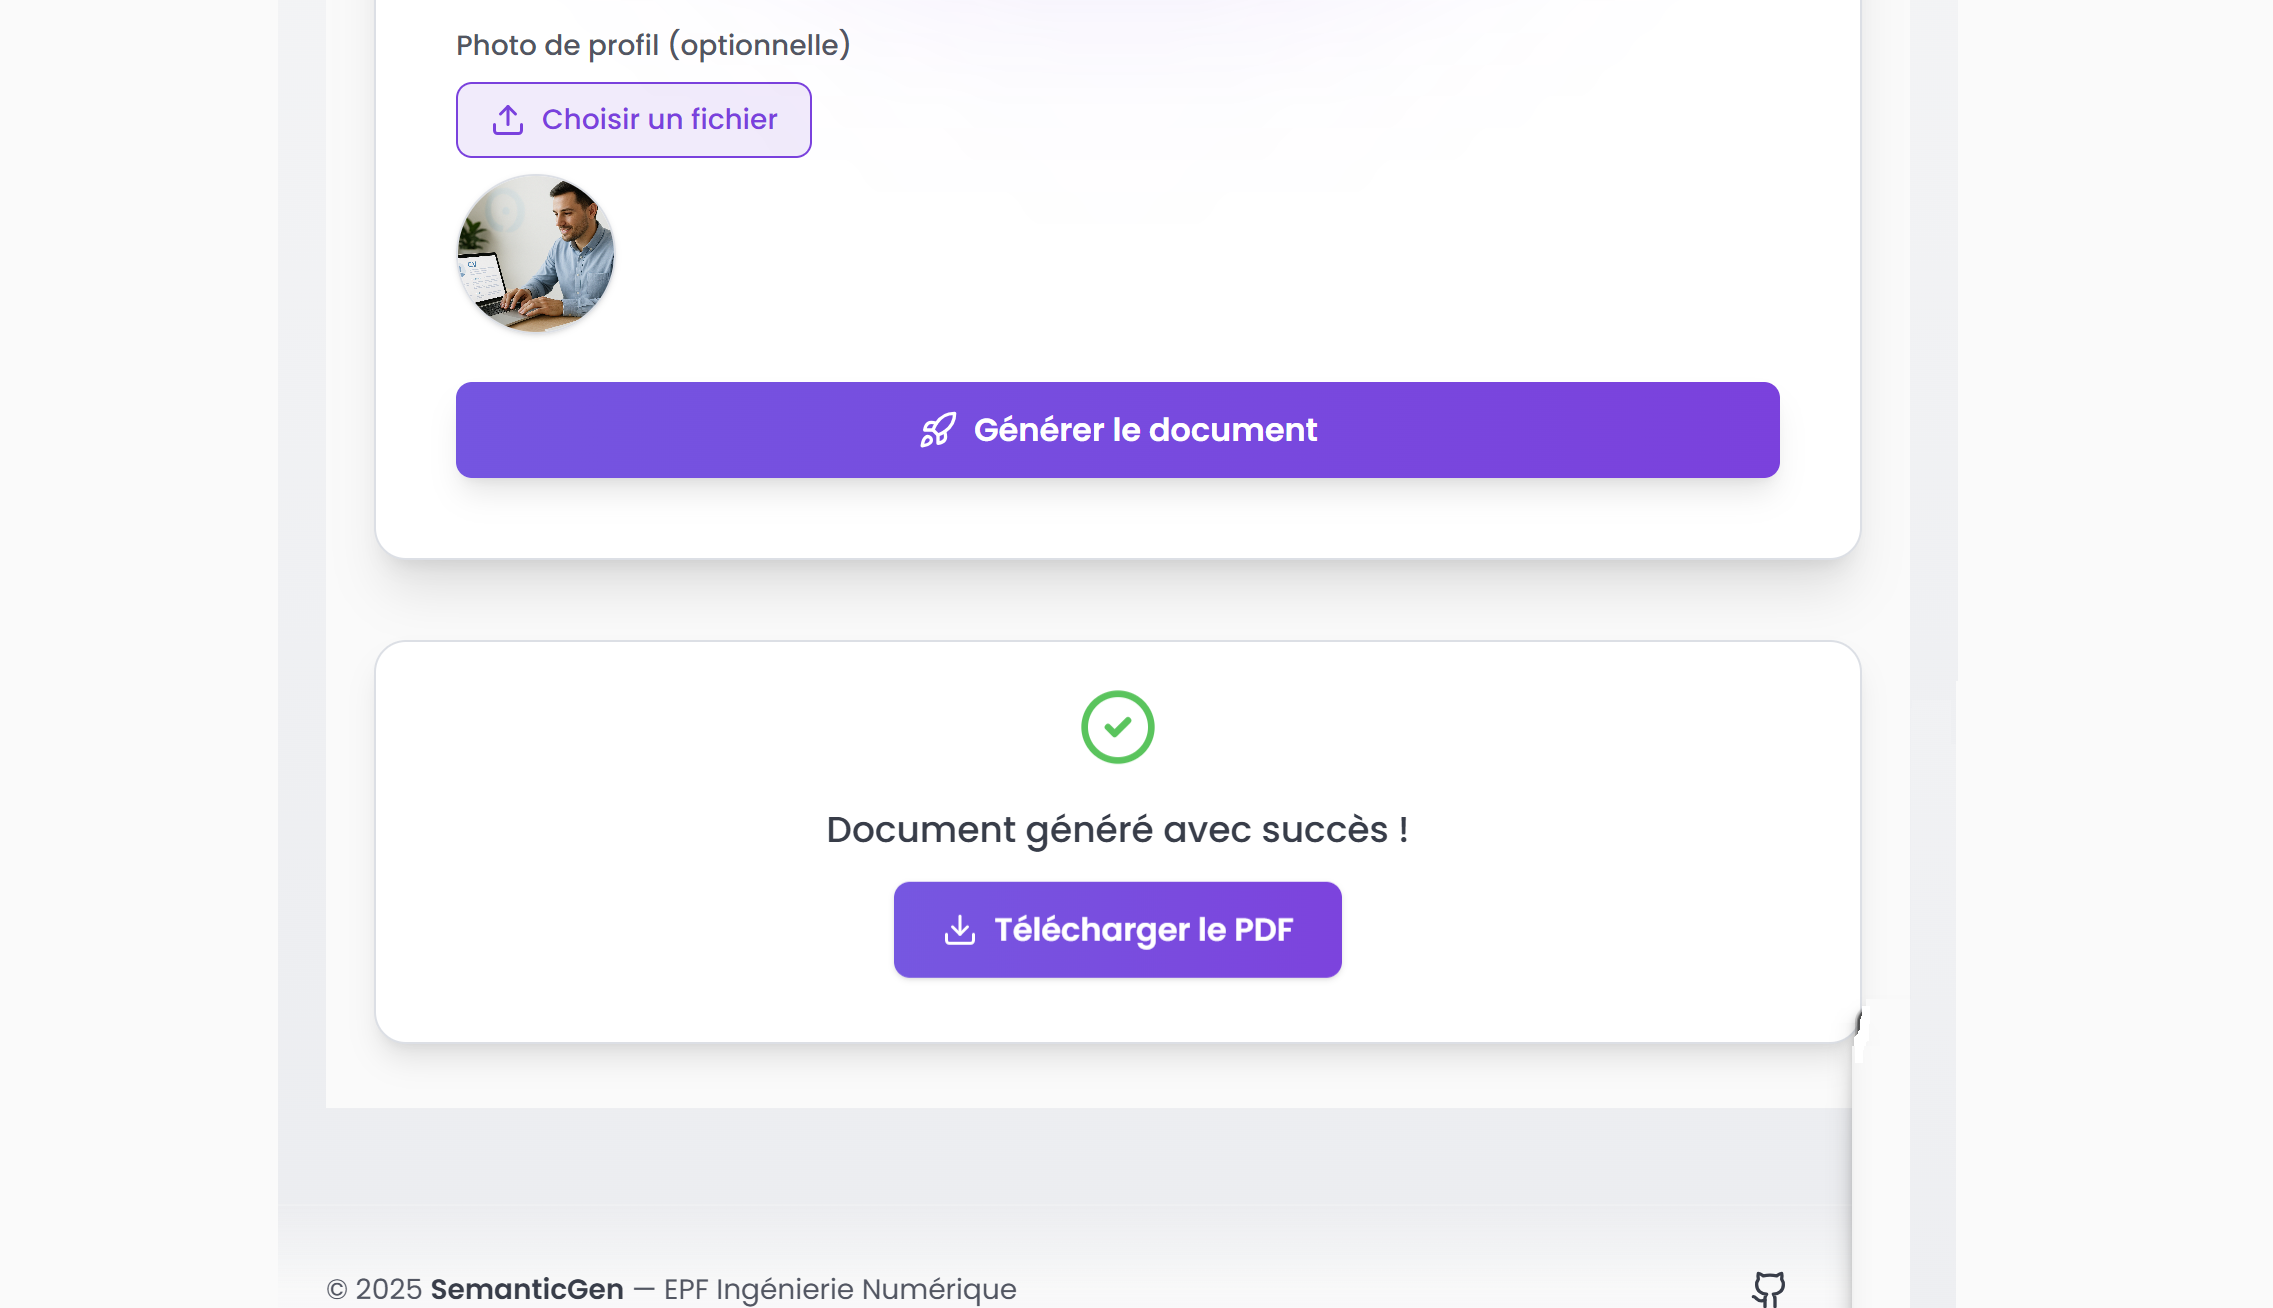 Photo de profil (optionnelle)
Choisir un fichier
CV
Générer le document
Document généré avec succès !
Télécharger le PDF
© 2025 SemanticGen — EPF Ingénierie Numérique